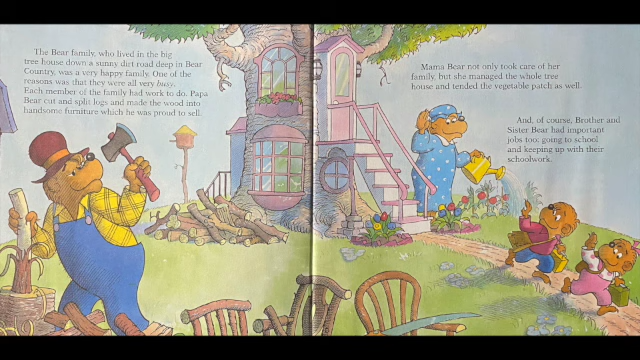 The Bear family, who lived in the big
tree house down a sunny dirt road deep in Bear
Country, was a very happy family. One of the
reasons was that they were all very busy.
Each member of the family had work to do. Papa
Bear cut and split logs and made the wood into
handsome furniture which he was proud to sell.
Mama Bear not only took care of her
family, but she managed the whole tree
house and tended the vegetable patch as well.
And, of course, Brother and
Sister Bear had important
jobs too: going to school
and keeping up with their
schoolwork.